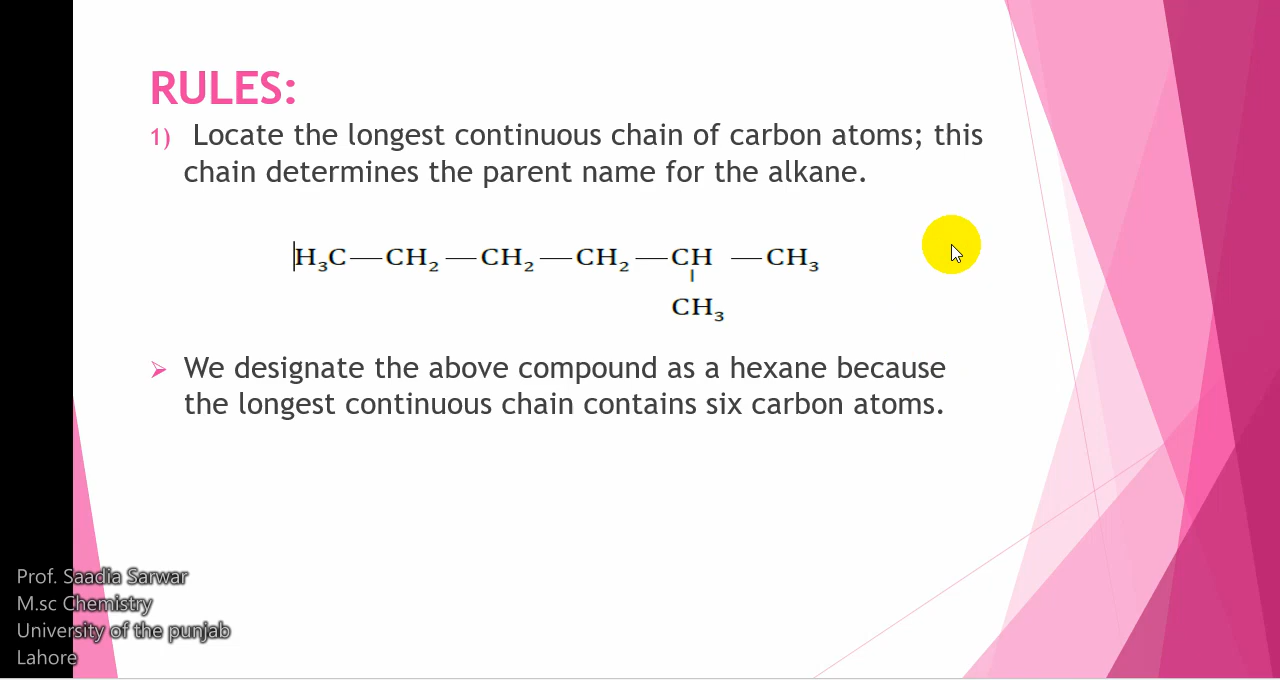 RULES:
1) Locate the longest continuous chain of carbon atoms; this
chain determines the parent name for the alkane.
H₃C—CH₂—CH₂—CH₂—CH —CH₃
|
CH₃
➢ We designate the above compound as a hexane because
the longest continuous chain contains six carbon atoms.
Prof. Saadia Sarwar
M.sc Chemistry
University of the punjab
Lahore